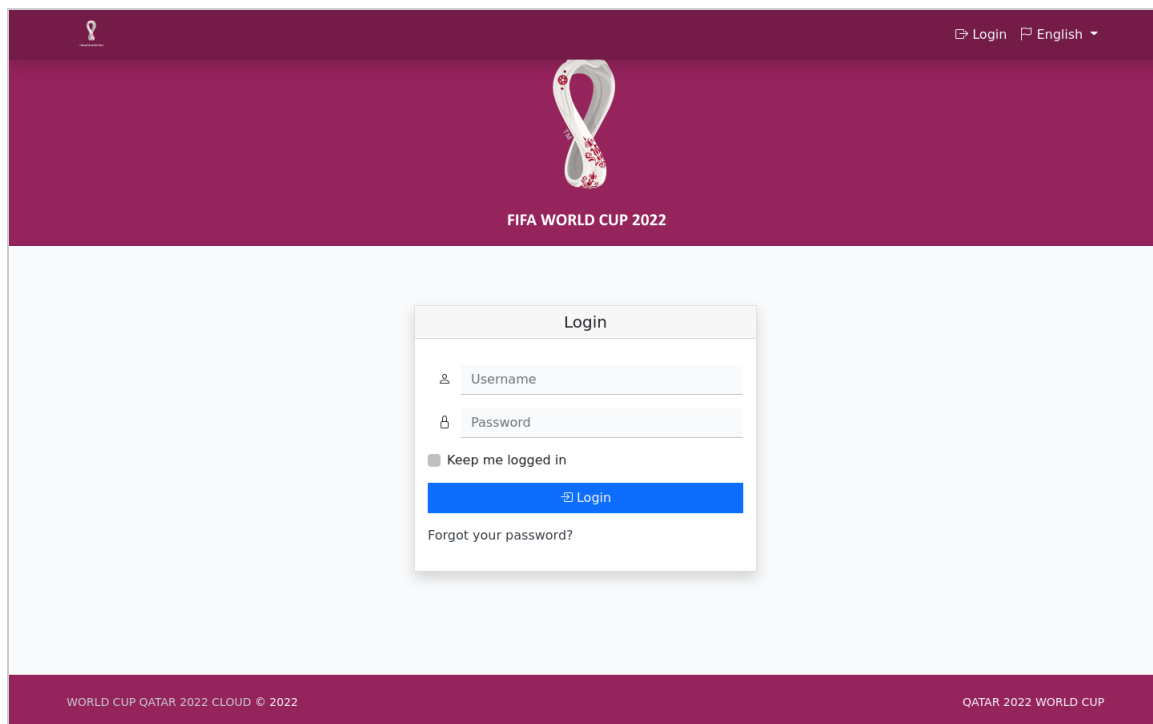 Login
English
TM
FIFA WORLD CUP 2022
Login
Username
Password
Keep me logged in
Login
Forgot your password?
WORLD CUP QATAR 2022 CLOUD © 2022
QATAR 2022 WORLD CUP